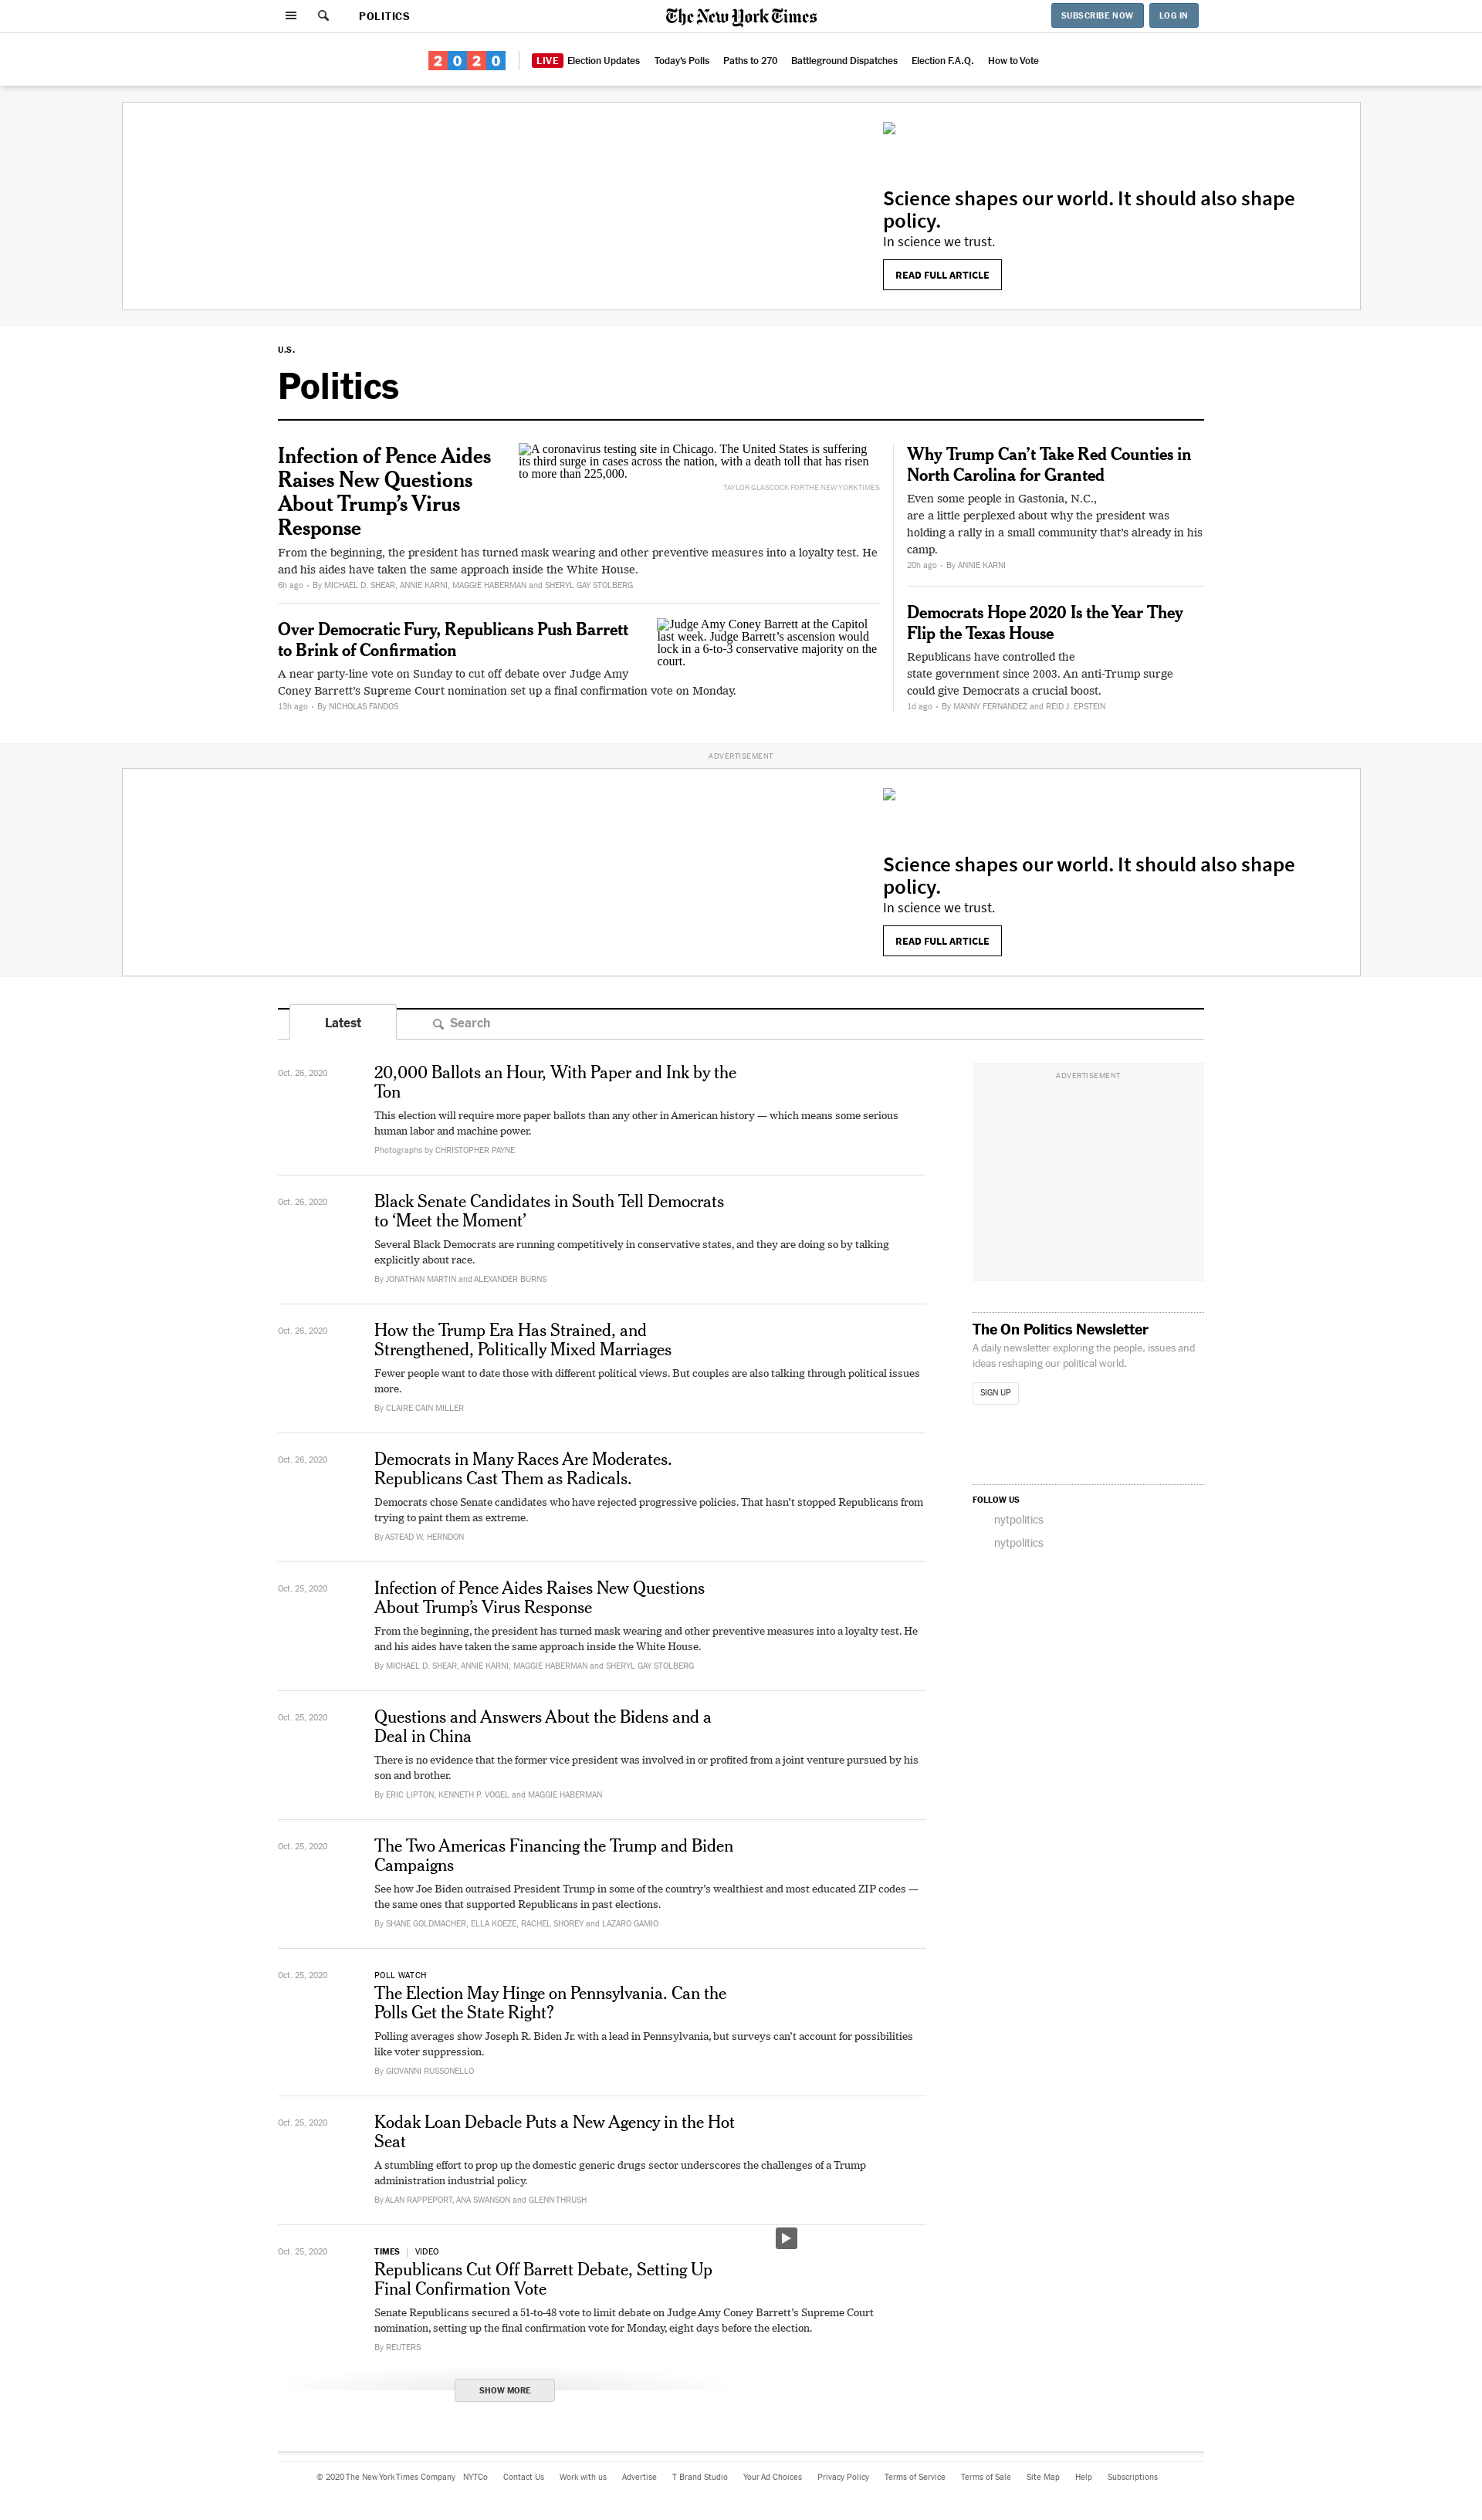 POLITICS
The New York Times
SUBSCRIBE NOW
LOG IN
2020
LIVE Election Updates
Today's Polls
Paths to 270
Battleground Dispatches
Election F.A.Q.
How to Vote
Science shapes our world. It should also shape
policy.
In science we trust.
READ FULL ARTICLE
U.S.
Politics
Infection of Pence Aides
Raises New Questions
About Trump’s Virus
Response
A coronavirus testing site in Chicago. The United States is suffering
its third surge in cases across the nation, with a death toll that has risen
to more than 225,000.
TAYLOR GLASCOCK FOR THE NEW YORK TIMES
From the beginning, the president has turned mask wearing and other preventive measures into a loyalty test. He
and his aides have taken the same approach inside the White House.
6h ago • By MICHAEL D. SHEAR, ANNIE KARNI, MAGGIE HABERMAN and SHERYL GAY STOLBERG
Over Democratic Fury, Republicans Push Barrett
to Brink of Confirmation
Judge Amy Coney Barrett at the Capitol
last week. Judge Barrett’s ascension would
lock in a 6-to-3 conservative majority on the
court.
A near party-line vote on Sunday to cut off debate over Judge Amy
Coney Barrett’s Supreme Court nomination set up a final confirmation vote on Monday.
13h ago • By NICHOLAS FANDOS
Why Trump Can’t Take Red Counties in
North Carolina for Granted
Even some people in Gastonia, N.C.,
are a little perplexed about why the president was
holding a rally in a small community that’s already in his
camp.
20h ago • By ANNIE KARNI
Democrats Hope 2020 Is the Year They
Flip the Texas House
Republicans have controlled the
state government since 2003. An anti-Trump surge
could give Democrats a crucial boost.
1d ago • By MANNY FERNANDEZ and REID J. EPSTEIN
ADVERTISEMENT
Science shapes our world. It should also shape
policy.
In science we trust.
READ FULL ARTICLE
Latest
Search
Oct. 26, 2020
20,000 Ballots an Hour, With Paper and Ink by the
Ton
This election will require more paper ballots than any other in American history — which means some serious
human labor and machine power.
Photographs by CHRISTOPHER PAYNE
Oct. 26, 2020
Black Senate Candidates in South Tell Democrats
to ‘Meet the Moment’
Several Black Democrats are running competitively in conservative states, and they are doing so by talking
explicitly about race.
By JONATHAN MARTIN and ALEXANDER BURNS
Oct. 26, 2020
How the Trump Era Has Strained, and
Strengthened, Politically Mixed Marriages
Fewer people want to date those with different political views. But couples are also talking through political issues
more.
By CLAIRE CAIN MILLER
Oct. 26, 2020
Democrats in Many Races Are Moderates.
Republicans Cast Them as Radicals.
Democrats chose Senate candidates who have rejected progressive policies. That hasn’t stopped Republicans from
trying to paint them as extreme.
By ASTEAD W. HERNDON
Oct. 25, 2020
Infection of Pence Aides Raises New Questions
About Trump’s Virus Response
From the beginning, the president has turned mask wearing and other preventive measures into a loyalty test. He
and his aides have taken the same approach inside the White House.
By MICHAEL D. SHEAR, ANNIE KARNI, MAGGIE HABERMAN and SHERYL GAY STOLBERG
Oct. 25, 2020
Questions and Answers About the Bidens and a
Deal in China
There is no evidence that the former vice president was involved in or profited from a joint venture pursued by his
son and brother.
By ERIC LIPTON, KENNETH P. VOGEL and MAGGIE HABERMAN
Oct. 25, 2020
The Two Americas Financing the Trump and Biden
Campaigns
See how Joe Biden outraised President Trump in some of the country’s wealthiest and most educated ZIP codes —
the same ones that supported Republicans in past elections.
By SHANE GOLDMACHER, ELLA KOEZE, RACHEL SHOREY and LAZARO GAMIO
Oct. 25, 2020
POLL WATCH
The Election May Hinge on Pennsylvania. Can the
Polls Get the State Right?
Polling averages show Joseph R. Biden Jr. with a lead in Pennsylvania, but surveys can’t account for possibilities
like voter suppression.
By GIOVANNI RUSSONELLO
Oct. 25, 2020
Kodak Loan Debacle Puts a New Agency in the Hot
Seat
A stumbling effort to prop up the domestic generic drugs sector underscores the challenges of a Trump
administration industrial policy.
By ALAN RAPPEPORT, ANA SWANSON and GLENN THRUSH
Oct. 25, 2020
TIMES | VIDEO
Republicans Cut Off Barrett Debate, Setting Up
Final Confirmation Vote
Senate Republicans secured a 51-to-48 vote to limit debate on Judge Amy Coney Barrett’s Supreme Court
nomination, setting up the final confirmation vote for Monday, eight days before the election.
By REUTERS
SHOW MORE
ADVERTISEMENT
The On Politics Newsletter
A daily newsletter exploring the people, issues and
ideas reshaping our political world.
SIGN UP
FOLLOW US
nytpolitics
nytpolitics
© 2020 The New York Times Company
NYTCo
Contact Us
Work with us
Advertise
T Brand Studio
Your Ad Choices
Privacy Policy
Terms of Service
Terms of Sale
Site Map
Help
Subscriptions